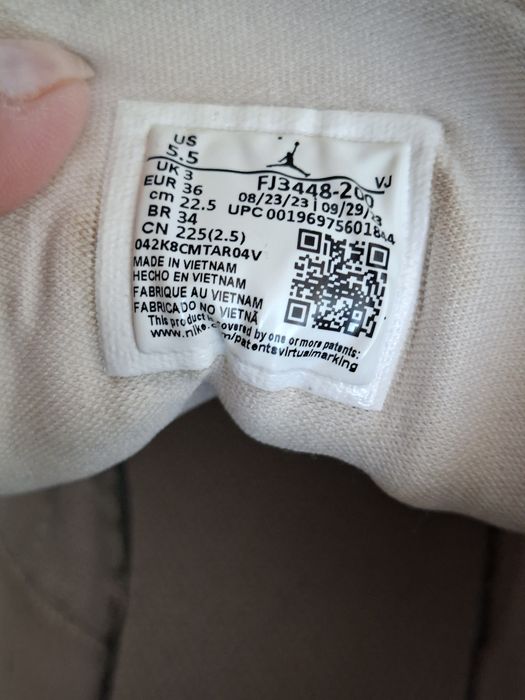 US
5.5
UK 3
EUR 36
cm 22.5
BR 34
CN 225(2.5)
042K8CMTAR04V
VJ
FJ3448-200
08/23/23 | 09/29/23
UPC 00196975601844
MADE IN VIETNAM
HECHO EN VIETNAM
FABRIQUE AU VIETNAM
FABRICADO NO VIETNÃ
This product is covered by one or more patents:
www.nike.com/patentsvirtualmarking